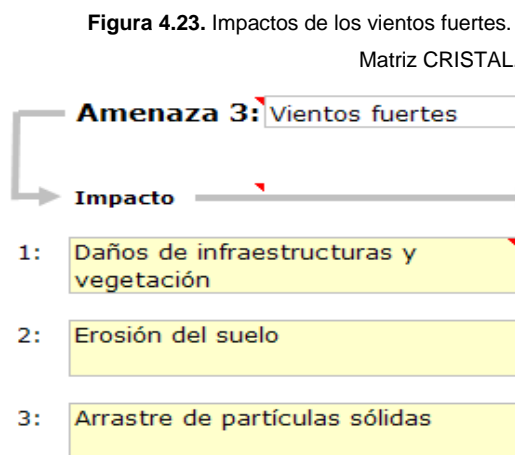 Figura 4.23. Impactos de los vientos fuertes.
Matriz CRISTAL.
Amenaza 3: Vientos fuertes
Impacto
1: Daños de infraestructuras y
vegetación
2: Erosión del suelo
3: Arrastre de partículas sólidas